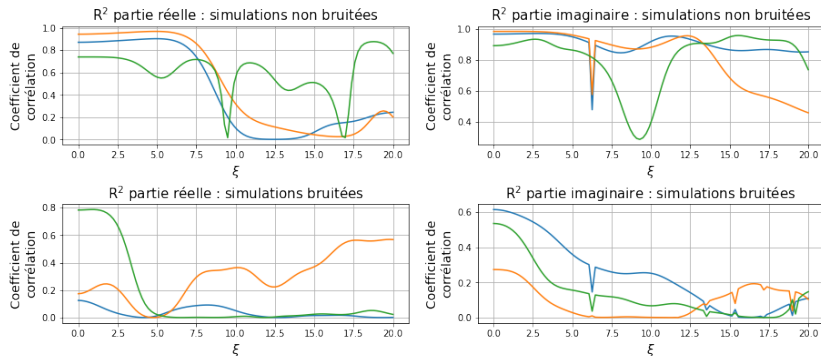 R² partie réelle : simulations non bruitées
Coefficient de
corrélation
1.0
0.8
0.6
0.4
0.2
0.0
0.0 2.5 5.0 7.5 10.0 12.5 15.0 17.5 20.0
ξ
R² partie imaginaire : simulations non bruitées
Coefficient de
corrélation
1.0
0.8
0.6
0.4
0.0 2.5 5.0 7.5 10.0 12.5 15.0 17.5 20.0
ξ
R² partie réelle : simulations bruitées
Coefficient de
corrélation
0.8
0.6
0.4
0.2
0.0
0.0 2.5 5.0 7.5 10.0 12.5 15.0 17.5 20.0
ξ
R² partie imaginaire : simulations bruitées
Coefficient de
corrélation
0.6
0.4
0.2
0.0
0.0 2.5 5.0 7.5 10.0 12.5 15.0 17.5 20.0
ξ